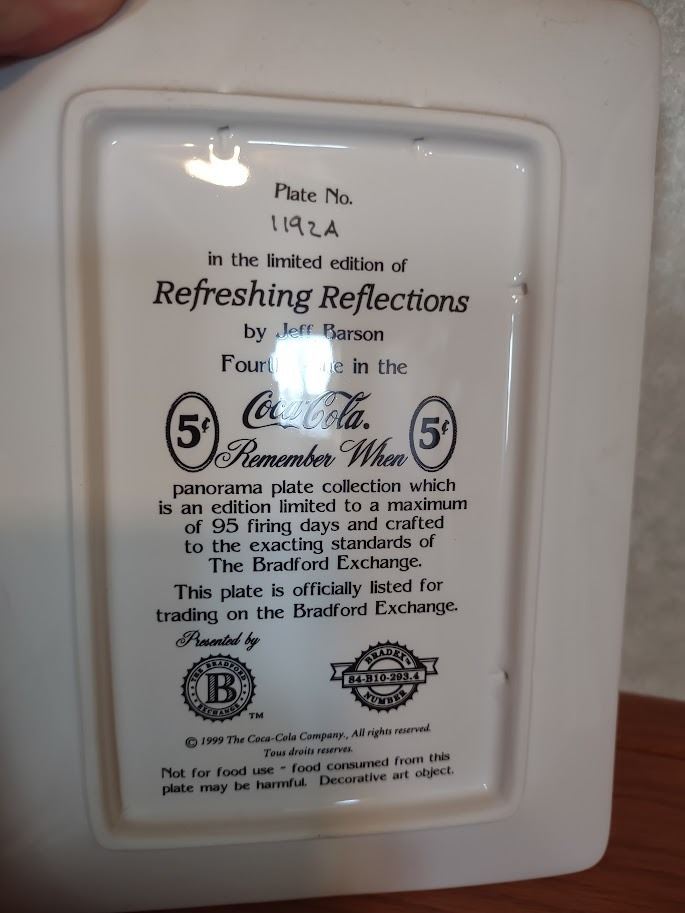 Plate No.
1192A
in the limited edition of
Refreshing Reflections
by Jeff Barson
in the
Coca-Cola.
5¢ 5¢
Remember When
panorama plate collection which
is an edition limited to a maximum
of 95 firing days and crafted
to the exacting standards of
The Bradford Exchange.
This plate is officially listed for
trading on the Bradford Exchange.
Presented by
THE BRADFORD
B
EXCHANGE
TM
BRADEX™
84-B10-293.4
NUMBER
© 1999 The Coca-Cola Company., All rights reserved.
Tous droits reserves.
Not for food use - food consumed from this
plate may be harmful. Decorative art object.